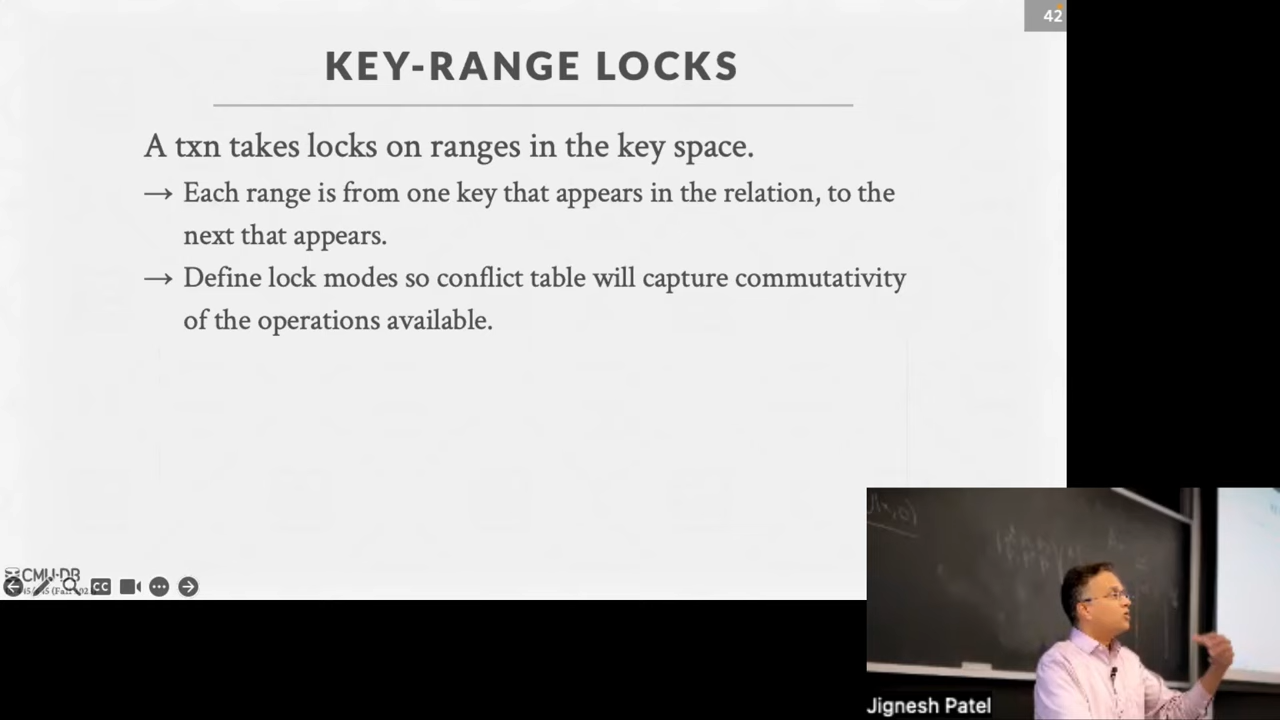 42
KEY-RANGE LOCKS
A txn takes locks on ranges in the key space.
→ Each range is from one key that appears in the relation, to the
next that appears.
→ Define lock modes so conflict table will capture commutativity
of the operations available.
CMU·DB
CC
Jignesh Patel